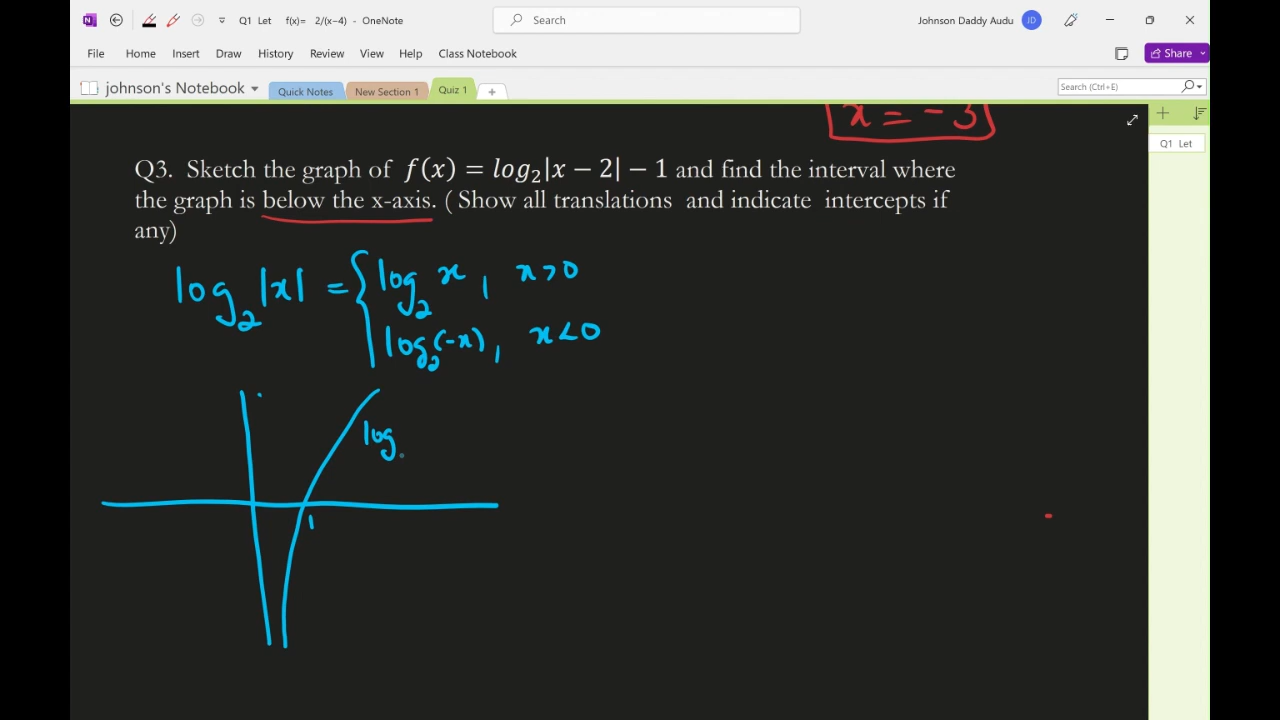 Q1 Let f(x)= 2/(x−4) - OneNote
Search
Johnson Daddy Audu
JD
File Home Insert Draw History Review View Help Class Notebook
Share
johnson's Notebook
Quick Notes
New Section 1
Quiz 1
+
Search (Ctrl+E)
Q1 Let
x = -3
Q3. Sketch the graph of f(x) = log₂|x − 2| − 1 and find the interval where
the graph is below the x-axis. ( Show all translations and indicate intercepts if
any)
log₂|x| = { log₂ x, x>0
log₂(-x), x<0
log
1